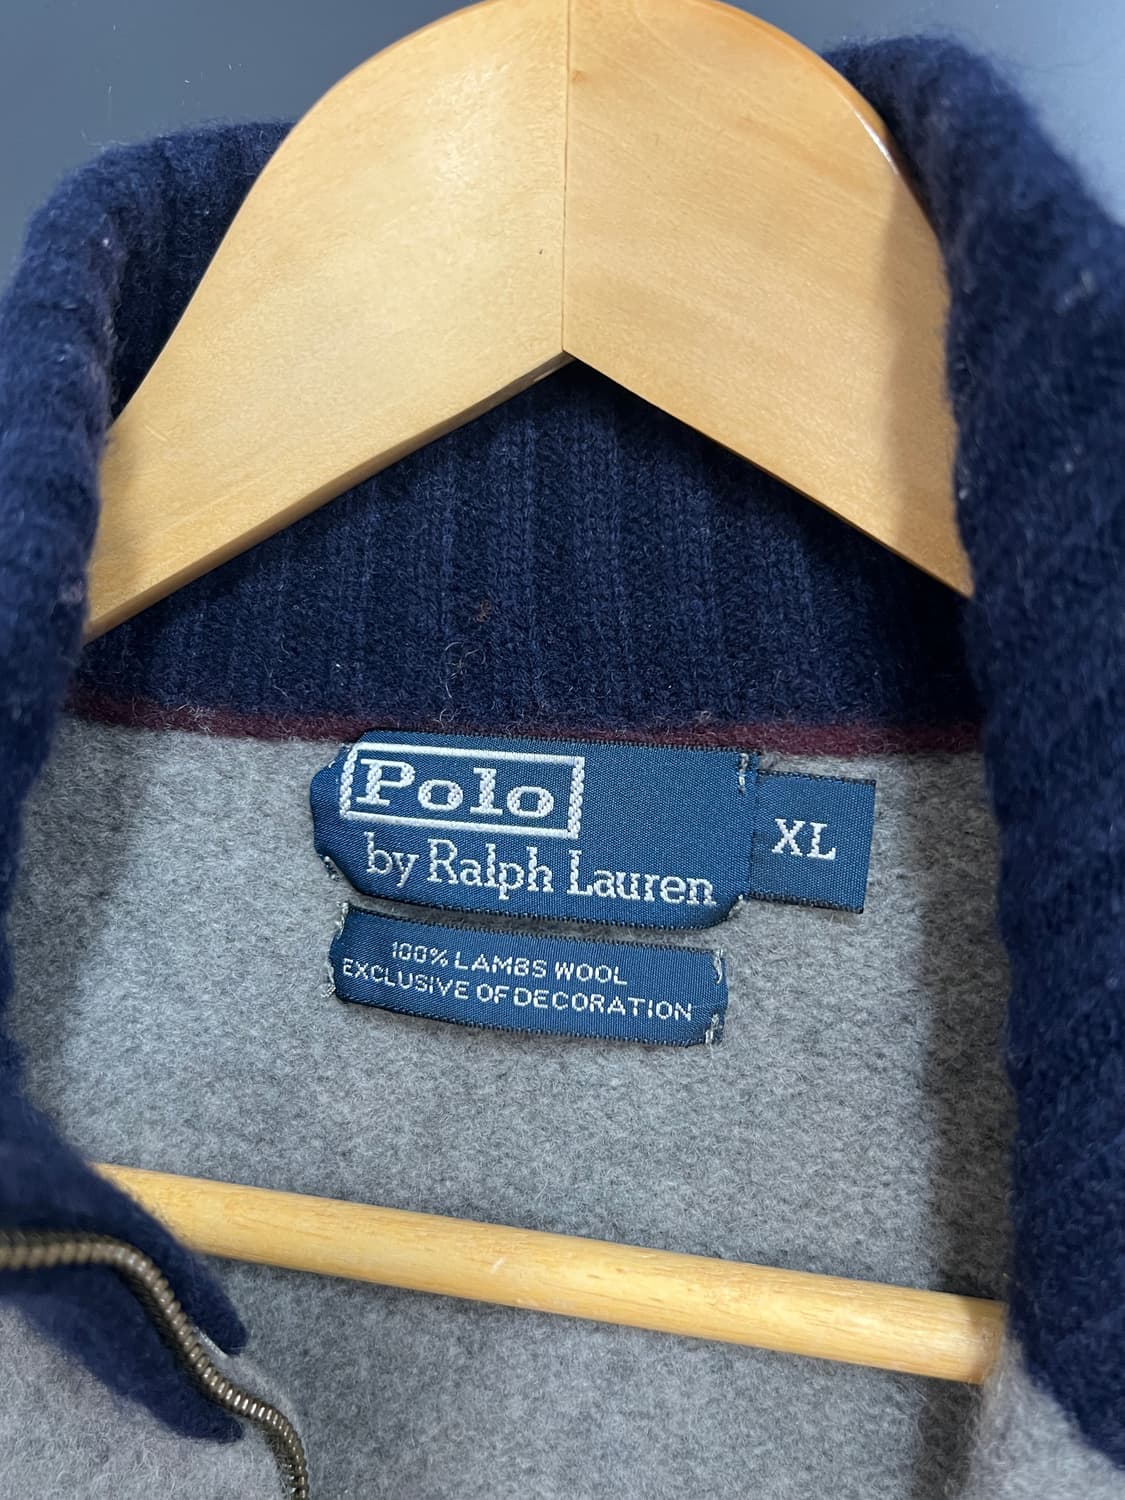 Polo
by Ralph Lauren
XL
100% LAMBS WOOL
EXCLUSIVE OF DECORATION